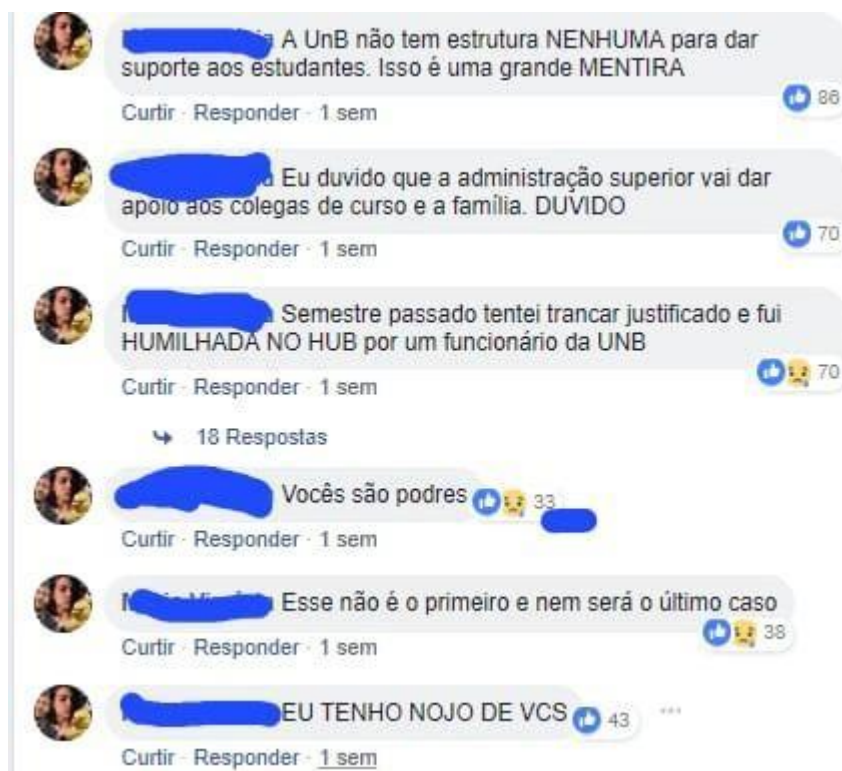 A UnB não tem estrutura NENHUMA para dar
suporte aos estudantes. Isso é uma grande MENTIRA
86
Curtir · Responder · 1 sem
Eu duvido que a administração superior vai dar
apoio aos colegas de curso e a família. DUVIDO
70
Curtir · Responder · 1 sem
Semestre passado tentei trancar justificado e fui
HUMILHADA NO HUB por um funcionário da UNB
70
Curtir · Responder · 1 sem
18 Respostas
Vocês são podres 33
Curtir · Responder · 1 sem
Esse não é o primeiro e nem será o último caso
38
Curtir · Responder · 1 sem
EU TENHO NOJO DE VCS 43
Curtir · Responder · 1 sem